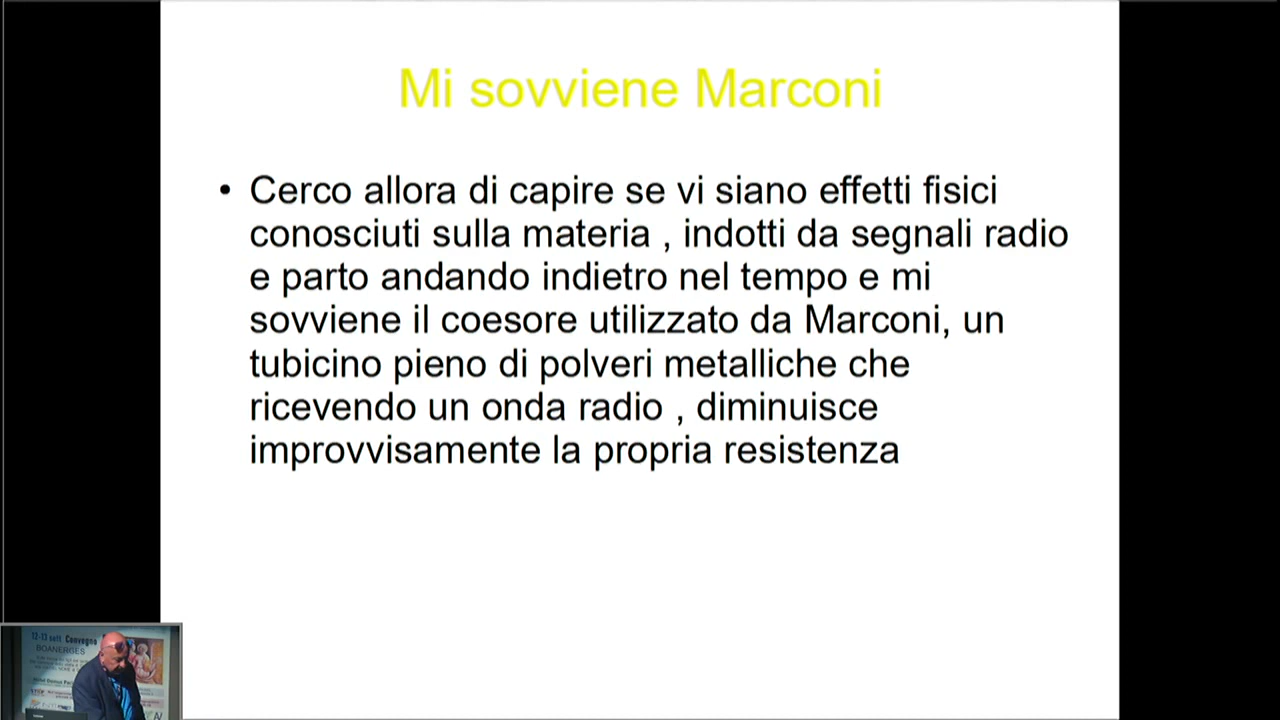 Mi sovviene Marconi
• Cerco allora di capire se vi siano effetti fisici
conosciuti sulla materia , indotti da segnali radio
e parto andando indietro nel tempo e mi
sovviene il coesore utilizzato da Marconi, un
tubicino pieno di polveri metalliche che
ricevendo un onda radio , diminuisce
improvvisamente la propria resistenza
12-13 sett Convegno
BOANERGES